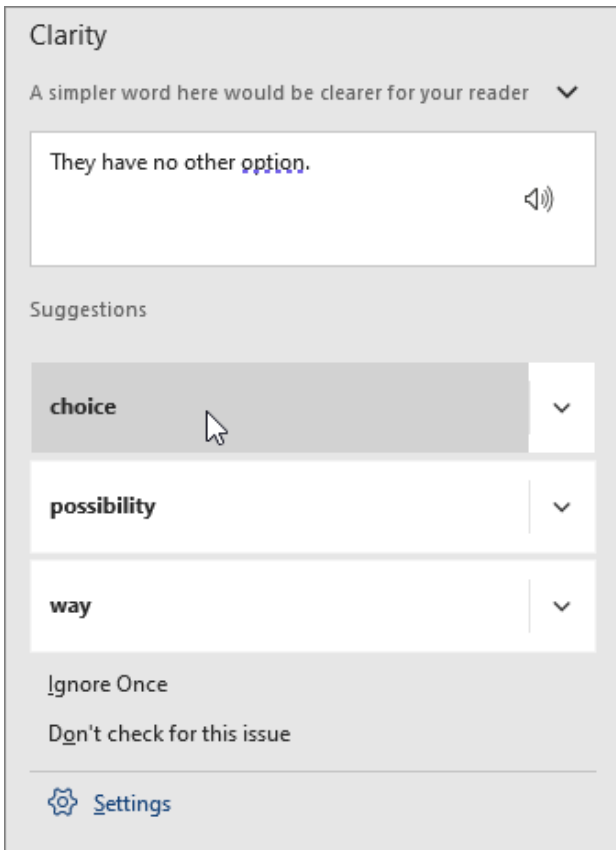 Clarity
A simpler word here would be clearer for your reader
They have no other option.
Suggestions
choice
possibility
way
Ignore Once
Don't check for this issue
Settings